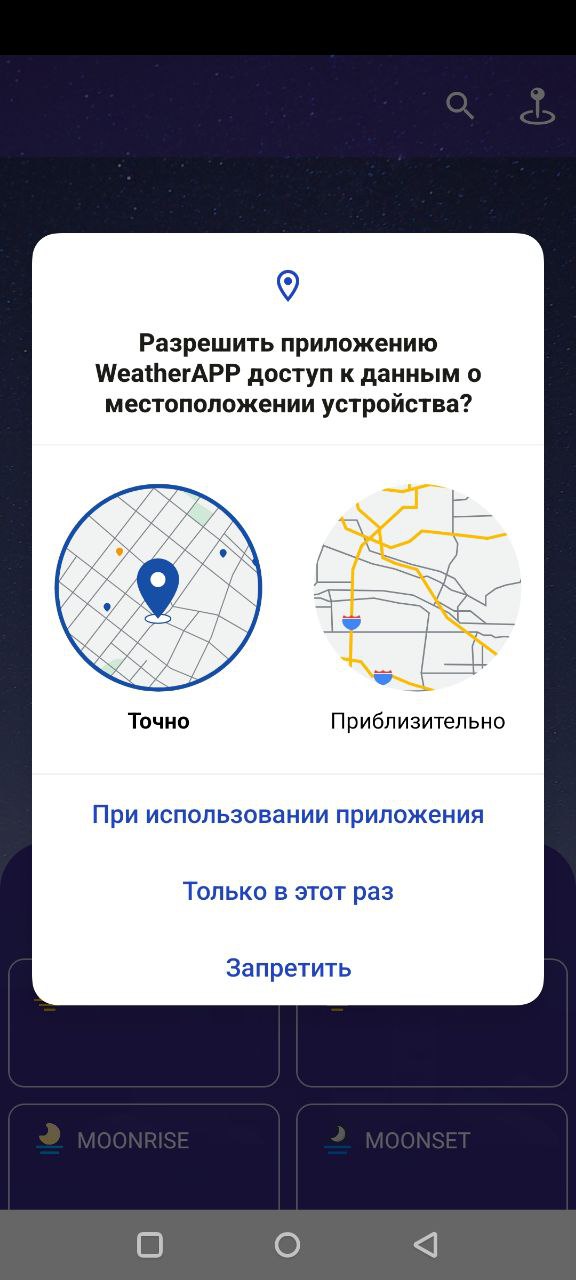 Разрешить приложению
WeatherAPP доступ к данным о
местоположении устройства?
Точно
Приблизительно
При использовании приложения
Только в этот раз
Запретить
MOONRISE
MOONSET